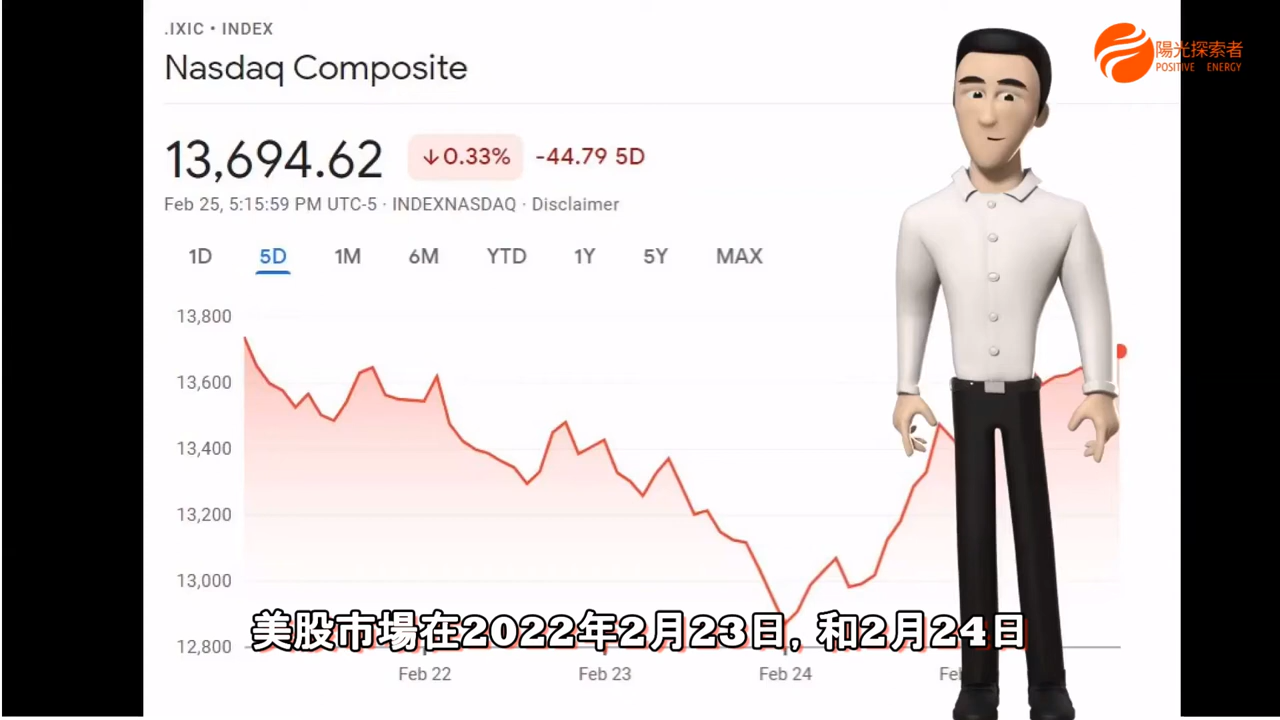 .IXIC • INDEX
Nasdaq Composite
陽光探索者
POSITIVE ENERGY
13,694.62 ↓0.33% -44.79 5D
Feb 25, 5:15:59 PM UTC-5 · INDEXNASDAQ · Disclaimer
1D 5D 1M 6M YTD 1Y 5Y MAX
13,800
13,600
13,400
13,200
13,000
12,800
美股市場在2022年2月23日, 和2月24日
Feb 22 Feb 23 Feb 24